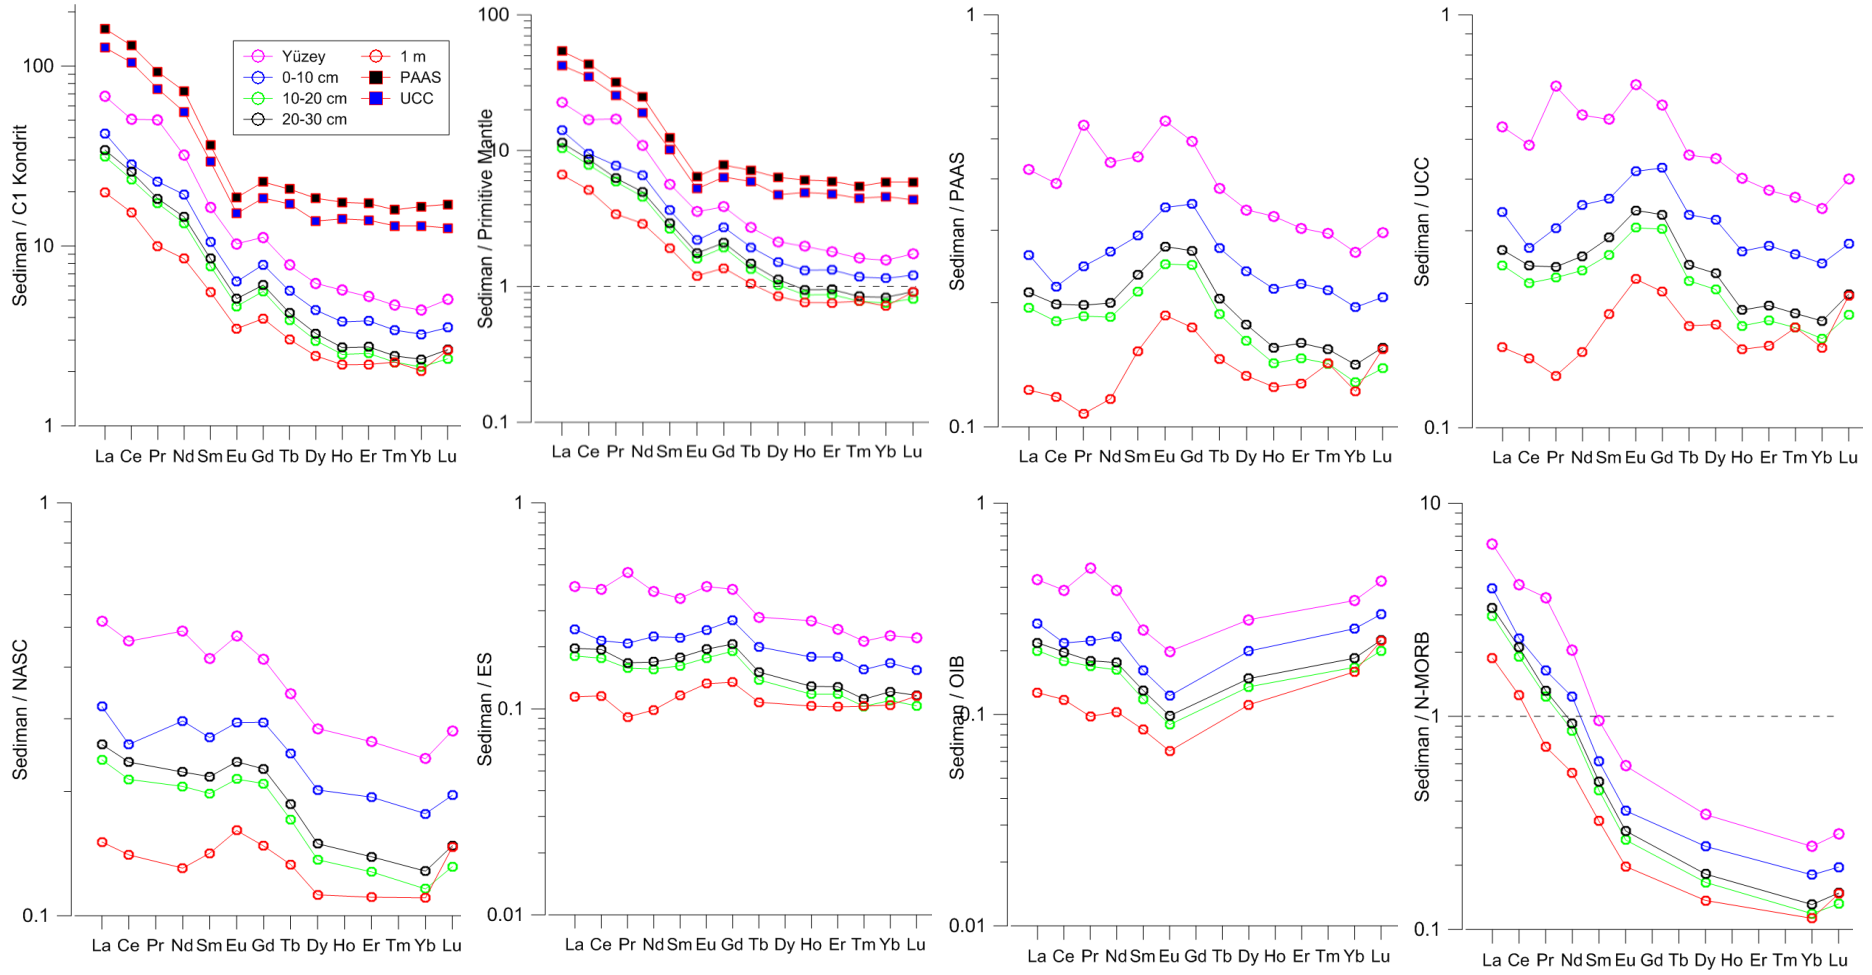 Sediman / C1 Kondrit
100
10
1
Yüzey
0-10 cm
10-20 cm
20-30 cm
1 m
PAAS
UCC
La Ce Pr Nd Sm Eu Gd Tb Dy Ho Er Tm Yb Lu
Sediman / Primitive Mantle
100
10
1
0.1
La Ce Pr Nd Sm Eu Gd Tb Dy Ho Er Tm Yb Lu
Sediman / PAAS
1
0.1
La Ce Pr Nd Sm Eu Gd Tb Dy Ho Er Tm Yb Lu
Sediman / UCC
1
0.1
La Ce Pr Nd Sm Eu Gd Tb Dy Ho Er Tm Yb Lu
Sediman / NASC
1
0.1
La Ce Pr Nd Sm Eu Gd Tb Dy Ho Er Tm Yb Lu
Sediman / ES
1
0.1
0.01
La Ce Pr Nd Sm Eu Gd Tb Dy Ho Er Tm Yb Lu
Sediman / OIB
1
0.1
0.01
La Ce Pr Nd Sm Eu Gd Tb Dy Ho Er Tm Yb Lu
Sediman / N-MORB
10
1
0.1
La Ce Pr Nd Sm Eu Gd Tb Dy Ho Er Tm Yb Lu